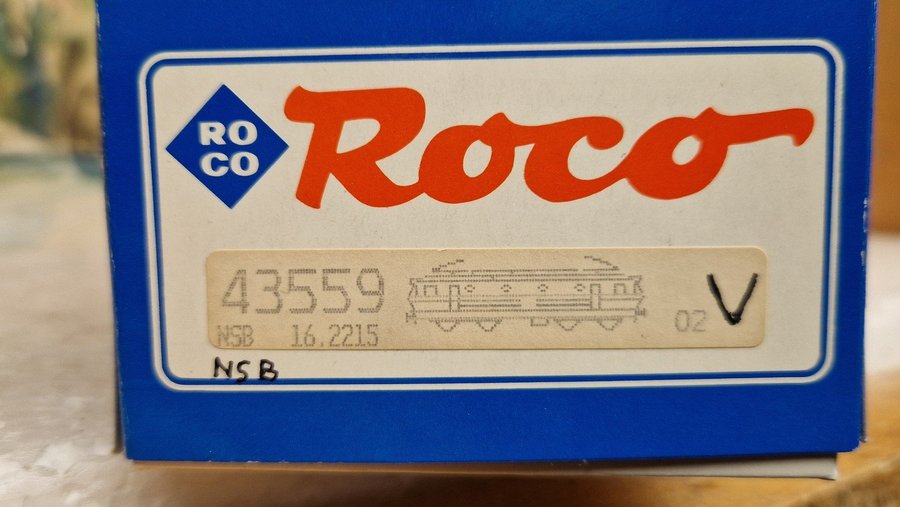 RO
CO
Roco
43559
NSB 16.2215
02 V
NSB